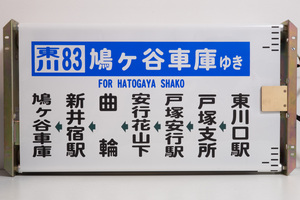 東川83 鳩ヶ谷車庫ゆき
FOR HATOGAYA SHAKO
東川口駅
戸塚支所
戸塚安行駅
安行花山下
曲輪
新井宿駅
鳩ヶ谷車庫